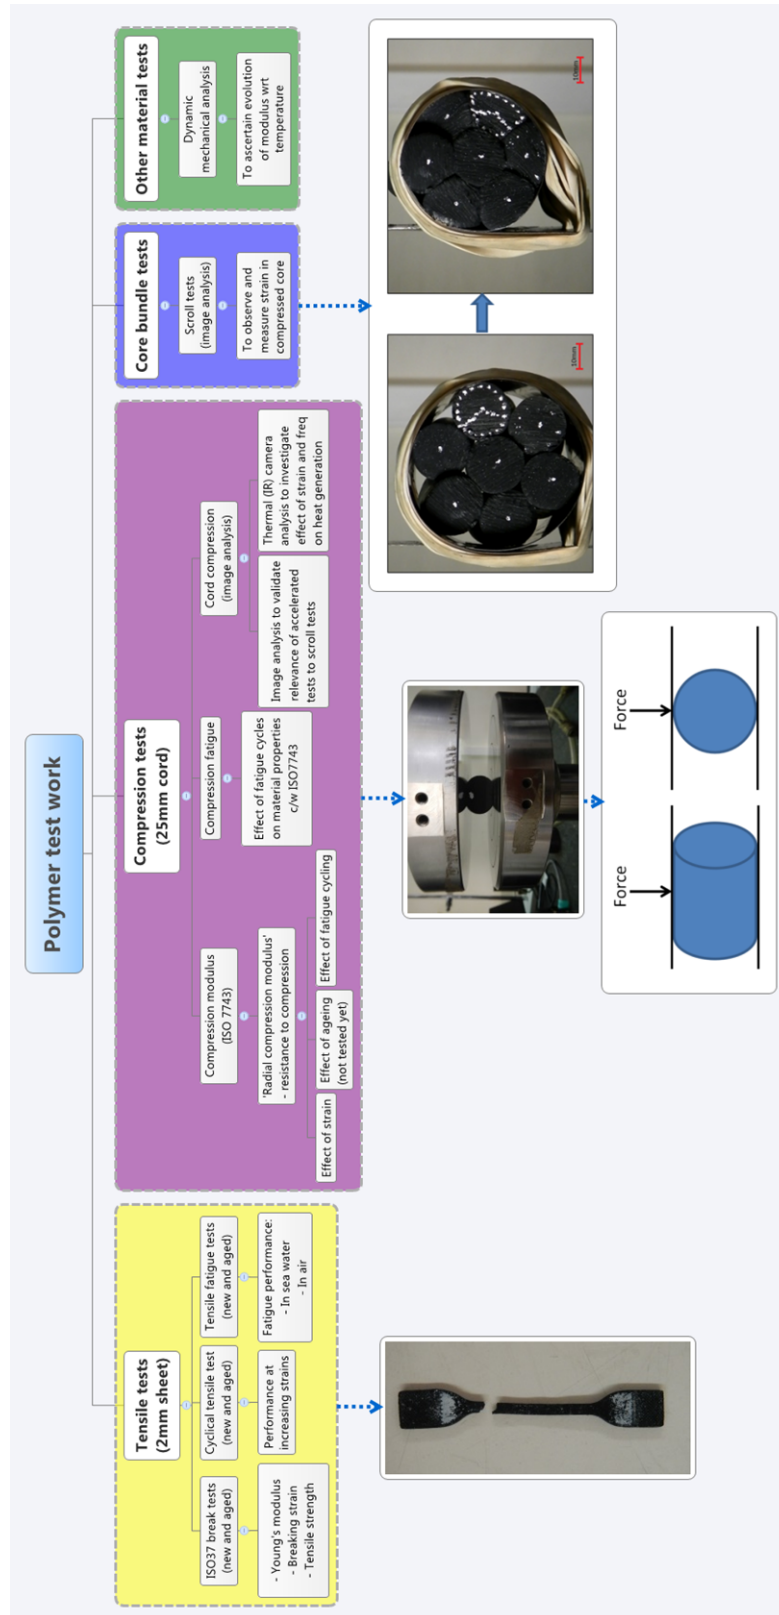 Polymer test work
Tensile tests
(2mm sheet)
ISO37 break tests
(new and aged)
- Young's modulus
- Breaking strain
- Tensile strength
Cyclical tensile test
(new and aged)
Performance at
increasing strains
Tensile fatigue tests
(new and aged)
Fatigue performance:
- In sea water
- In air
Compression tests
(25mm cord)
Compression modulus
(ISO 7743)
'Radial compression modulus'
- resistance to compression
Effect of strain
Effect of ageing
(not tested yet)
Effect of fatigue cycling
Compression fatigue
Effect of fatigue cycles
on material properties
c/w ISO7743
Cord compression
(image analysis)
Image analysis to validate
relevance of accelerated
tests to scroll tests
Thermal (IR) camera
analysis to investigate
effect of strain and freq
on heat generation
Core bundle tests
Scroll tests
(image analysis)
To observe and
measure strain in
compressed core
Other material tests
Dynamic
mechanical analysis
To ascertain evolution
of modulus wrt
temperature
10mm
10mm
Force
Force